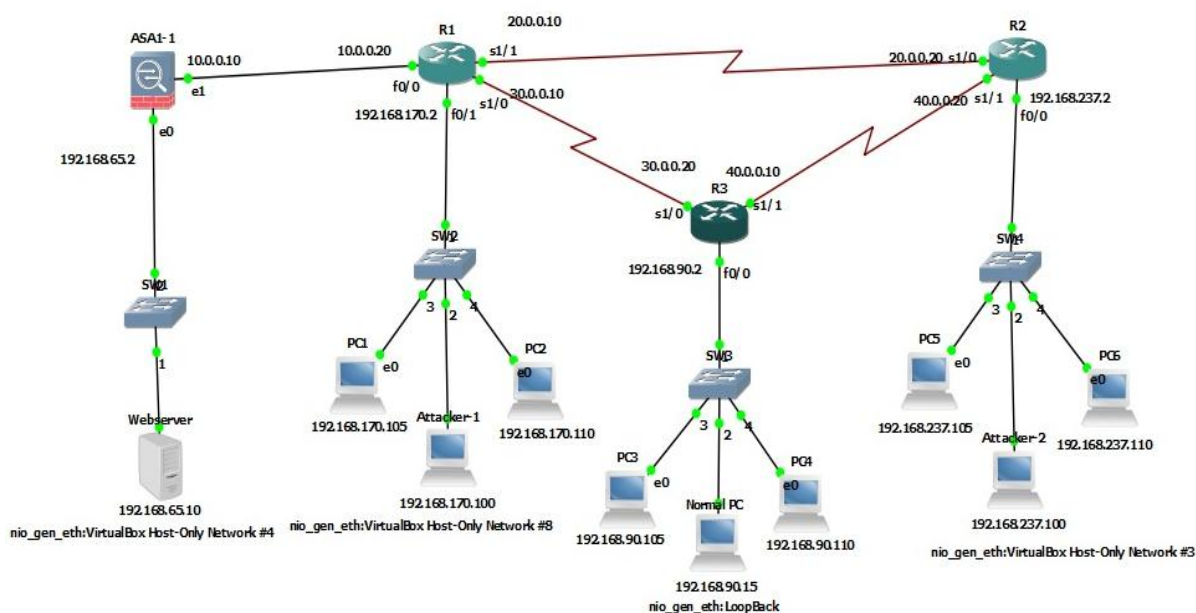 R1
R2
20.0.0.10
ASA1-1
10.0.0.10
10.0.0.20
s1/1
20.0.0.20 s1/0
e1
f0/0
s1/0
30.0.0.10
40.0.0.20
s1/1
192.168.237.2
f0/0
192.168.170.2
f0/1
e0
192.168.65.2
30.0.0.20
40.0.0.10
R3
s1/0
s1/1
192.168.90.2
f0/0
SW1
1
SW2
3
2
4
SW4
3
2
4
PC1
e0
PC2
e0
SW3
3
2
4
PC5
e0
PC6
e0
Webserver
192.168.170.105
Attacker-1
192.168.170.110
192.168.237.105
Attacker-2
192.168.237.110
PC3
e0
Normal PC
PC4
e0
192.168.65.10
192.168.170.100
192.168.90.105
192.168.90.110
192.168.237.100
nio_gen_eth:VirtualBox Host-Only Network #4
nio_gen_eth:VirtualBox Host-Only Network #8
nio_gen_eth:VirtualBox Host-Only Network #3
192.168.90.15
nio_gen_eth:LoopBack